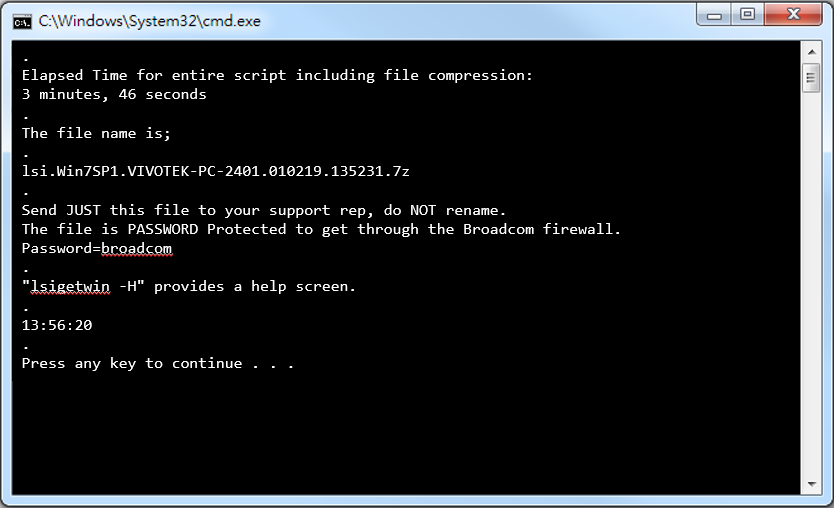 C:\Windows\System32\cmd.exe
.
Elapsed Time for entire script including file compression:
3 minutes, 46 seconds
.
The file name is;
.
lsi.Win7SP1.VIVOTEK-PC-2401.010219.135231.7z
.
Send JUST this file to your support rep, do NOT rename.
The file is PASSWORD Protected to get through the Broadcom firewall.
Password=broadcom
.
"lsigetwin -H" provides a help screen.
.
13:56:20
.
Press any key to continue . . .